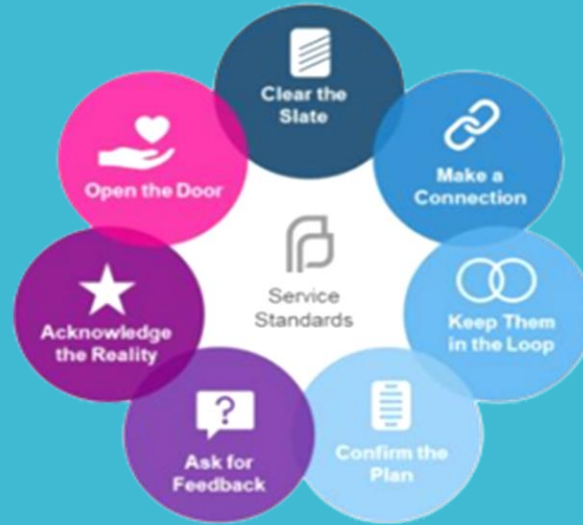 Clear the
Slate
Make a
Connection
Keep Them
in the Loop
Confirm the
Plan
Ask for
Feedback
Acknowledge
the Reality
Open the Door
Service
Standards